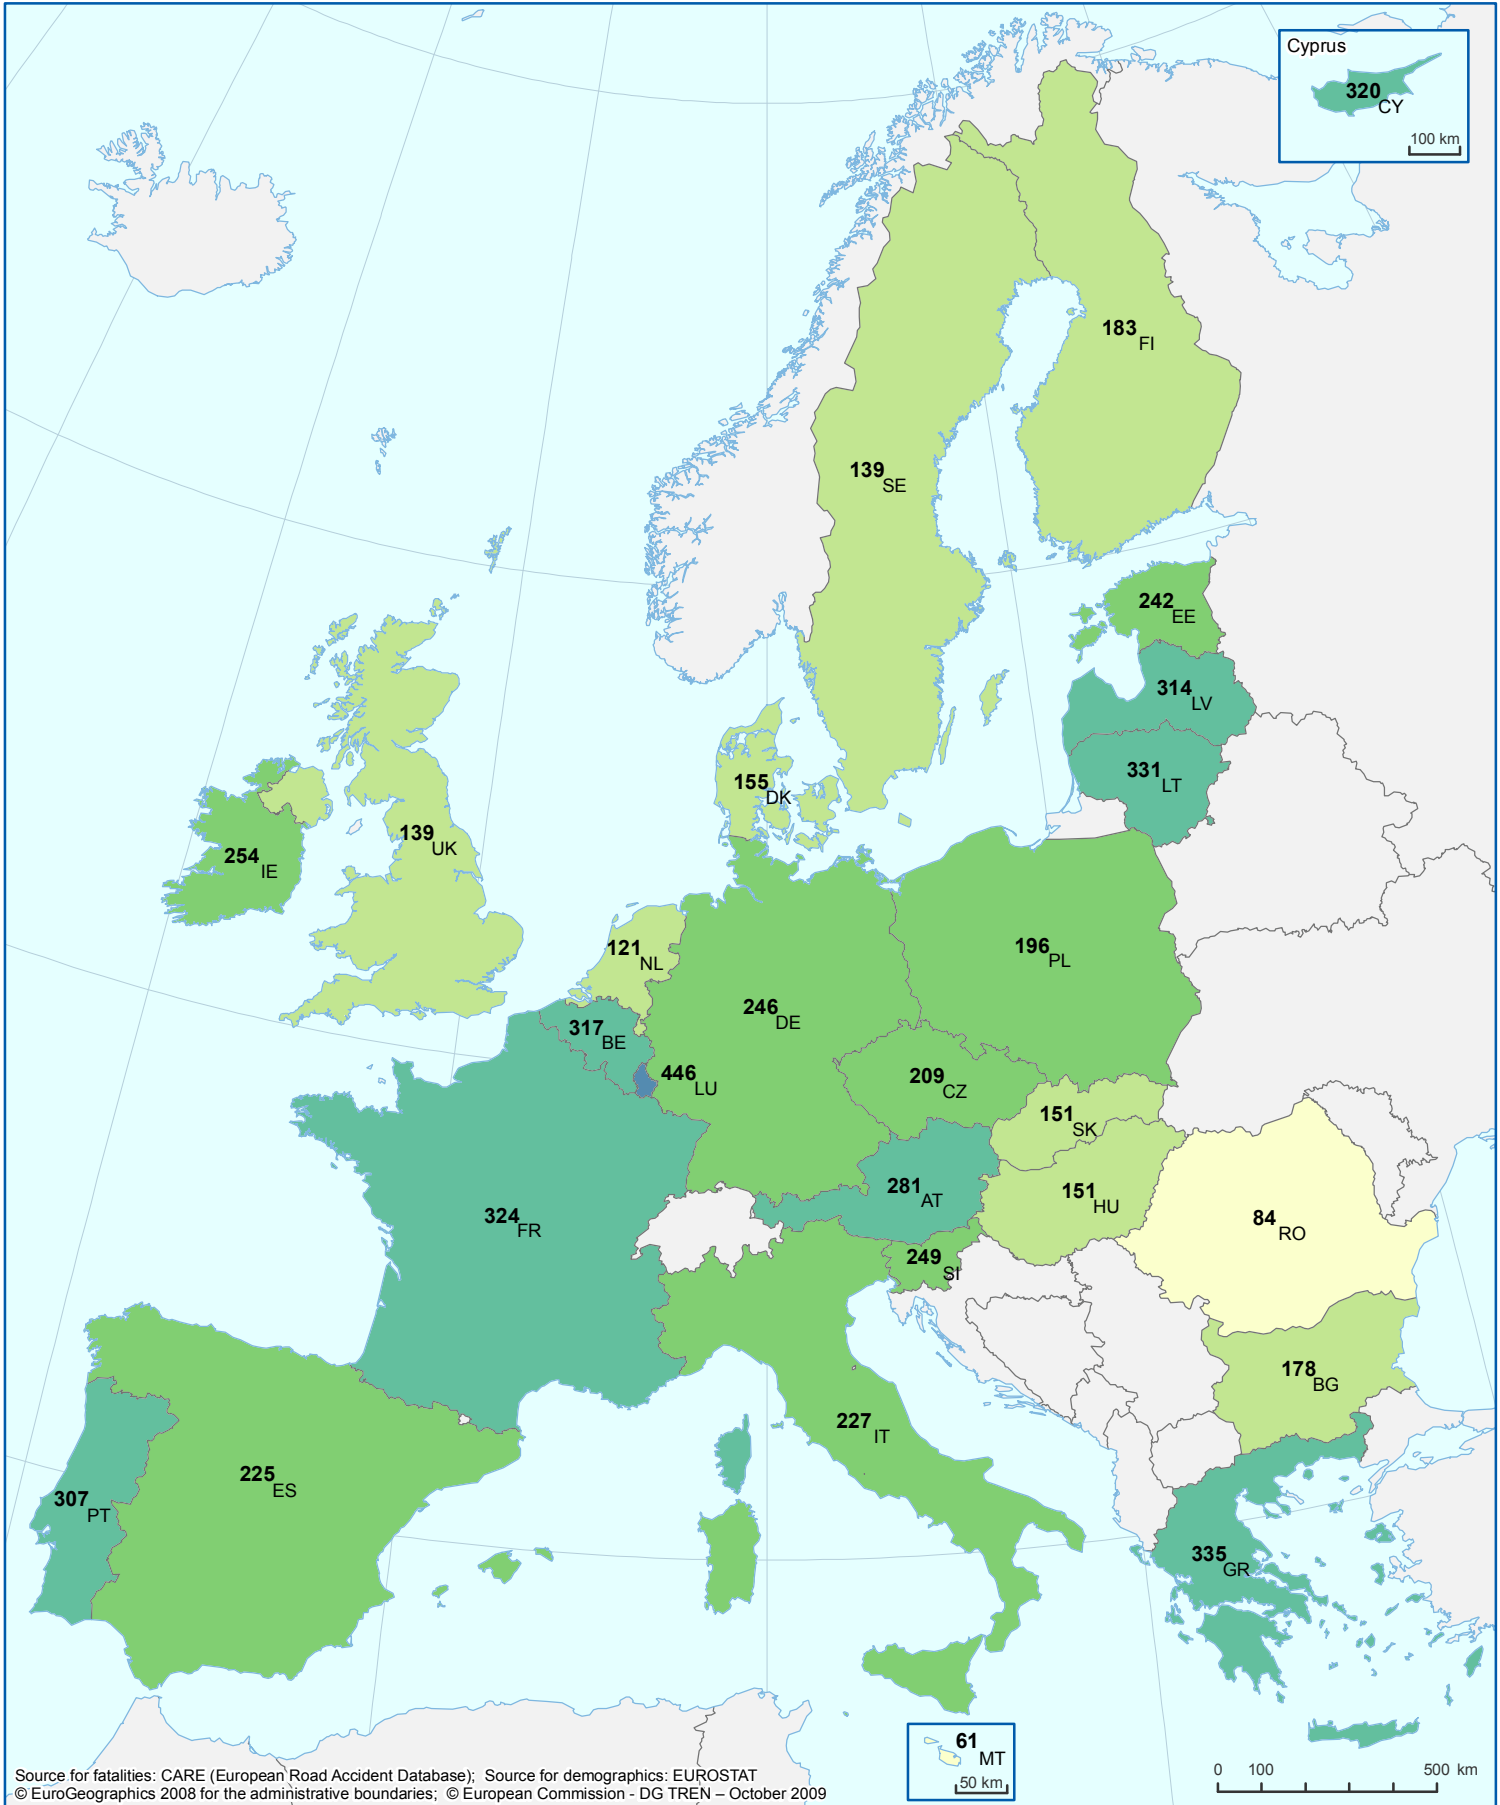 Cyprus
320 CY
100 km
183 FI
139 SE
242 EE
314 LV
331 LT
155 DK
139 UK
254 IE
121 NL
196 PL
246 DE
317 BE
446 LU
209 CZ
151 SK
281 AT
151 HU
324 FR
84 RO
249 SI
178 BG
227 IT
225 ES
307 PT
335 GR
61 MT
50 km
0 100 500 km
Source for fatalities: CARE (European Road Accident Database); Source for demographics: EUROSTAT
© EuroGeographics 2008 for the administrative boundaries; © European Commission - DG TREN – October 2009